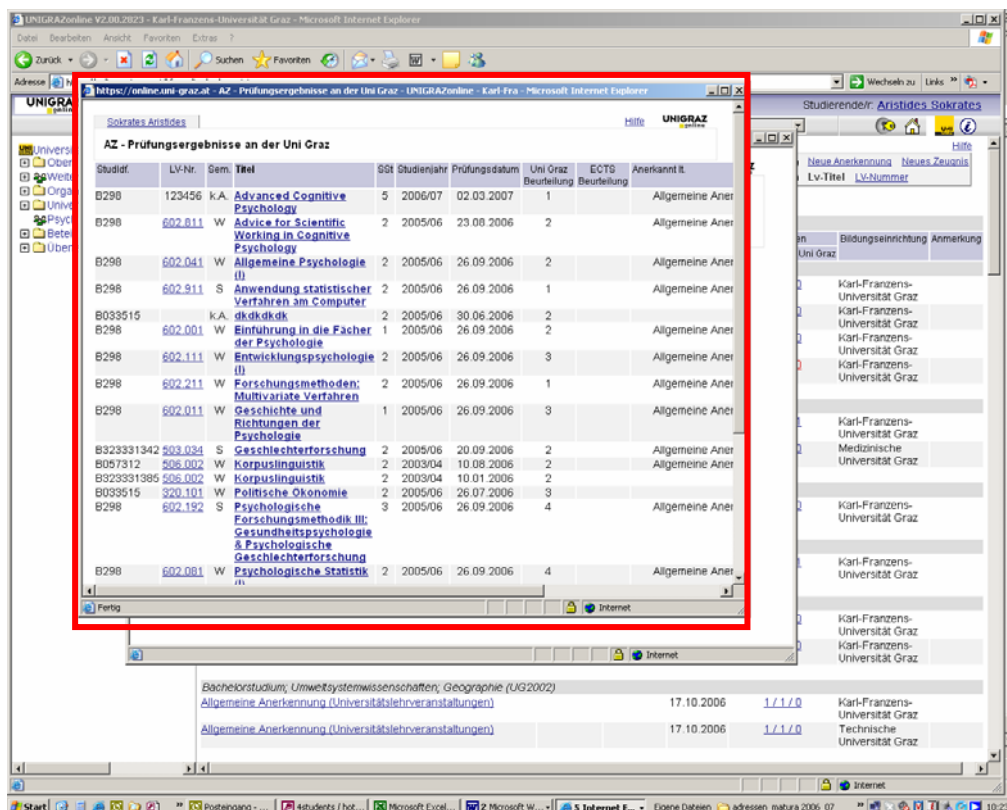 UNIGRAZonline V2.00.2023 - Karl-Franzens-Universität Graz - Microsoft Internet Explorer
Datei Bearbeiten Ansicht Favoriten Extras ?
Zurück Suchen Favoriten
Adresse Wechseln zu Links
https://online.uni-graz.at - AZ - Prüfungsergebnisse an der Uni Graz - UNIGRAZonline - Karl-Fra - Microsoft Internet Explorer
Studierende/r: Aristides Sokrates
Sokrates Aristides Hilfe UNIGRAZ online
AZ - Prüfungsergebnisse an der Uni Graz
Studidf. LV-Nr. Sem. Titel SSt Studienjahr Prüfungsdatum Uni Graz Beurteilung ECTS Beurteilung Anerkannt lt.
B298 123456 k.A. Advanced Cognitive 5 2006/07 02.03.2007 1 Allgemeine Aner
Psychology
B298 602.811 W Advice for Scientific 2 2005/06 23.08.2006 2 Allgemeine Aner
Working in Cognitive
Psychology
B298 602.041 W Allgemeine Psychologie 2 2005/06 26.09.2006 2 Allgemeine Aner
(I)
B298 602.911 S Anwendung statistischer 2 2005/06 26.09.2006 1 Allgemeine Aner
Verfahren am Computer
B033515 k.A. dkdkdkdk 2 2005/06 30.06.2006 2
B298 602.001 W Einführung in die Fächer 1 2005/06 26.09.2006 2 Allgemeine Aner
der Psychologie
B298 602.111 W Entwicklungspsychologie 2 2005/06 26.09.2006 3 Allgemeine Aner
(I)
B298 602.211 W Forschungsmethoden; 2 2005/06 26.09.2006 1 Allgemeine Aner
Multivariate Verfahren
B298 602.011 W Geschichte und 1 2005/06 26.09.2006 3 Allgemeine Aner
Richtungen der
Psychologie
B323331342 503.034 S Geschlechterforschung 2 2005/06 20.09.2006 2 Allgemeine Aner
B057312 506.002 W Korpuslinguistik 2 2003/04 10.08.2006 2 Allgemeine Aner
B323331385 506.002 W Korpuslinguistik 2 2003/04 10.01.2006 2
B033515 320.101 W Politische Ökonomie 2 2005/06 26.07.2006 3
B298 602.192 S Psychologische 3 2005/06 26.09.2006 4 Allgemeine Aner
Forschungsmethodik III:
Gesundheitspsychologie
& Psychologische
Geschlechterforschung
B298 602.081 W Psychologische Statistik 2 2005/06 26.09.2006 4 Allgemeine Aner
(I)
Fertig Internet
Hilfe
Neue Anerkennung Neues Zeugnis
Lv-Titel LV-Nummer
Bildungseinrichtung Anmerkung
Uni Graz
Karl-Franzens-
Universität Graz
Karl-Franzens-
Universität Graz
Karl-Franzens-
Universität Graz
Karl-Franzens-
Universität Graz
Karl-Franzens-
Universität Graz
Medizinische
Universität Graz
Karl-Franzens-
Universität Graz
Karl-Franzens-
Universität Graz
Karl-Franzens-
Universität Graz
Karl-Franzens-
Universität Graz
Internet
Bachelorstudium; Umweltsystemwissenschaften; Geographie (UG2002)
Allgemeine Anerkennung (Universitätslehrveranstaltungen) 17.10.2006 1 / 1 / 0 Karl-Franzens-
Universität Graz
Allgemeine Anerkennung (Universitätslehrveranstaltungen) 17.10.2006 1 / 1 / 0 Technische
Universität Graz
Internet
Start Posteingang - ... 4students / hot... Microsoft Excel... 2 Microsoft W... 5 Internet E... Eigene Dateien adressen_matura 2006_07